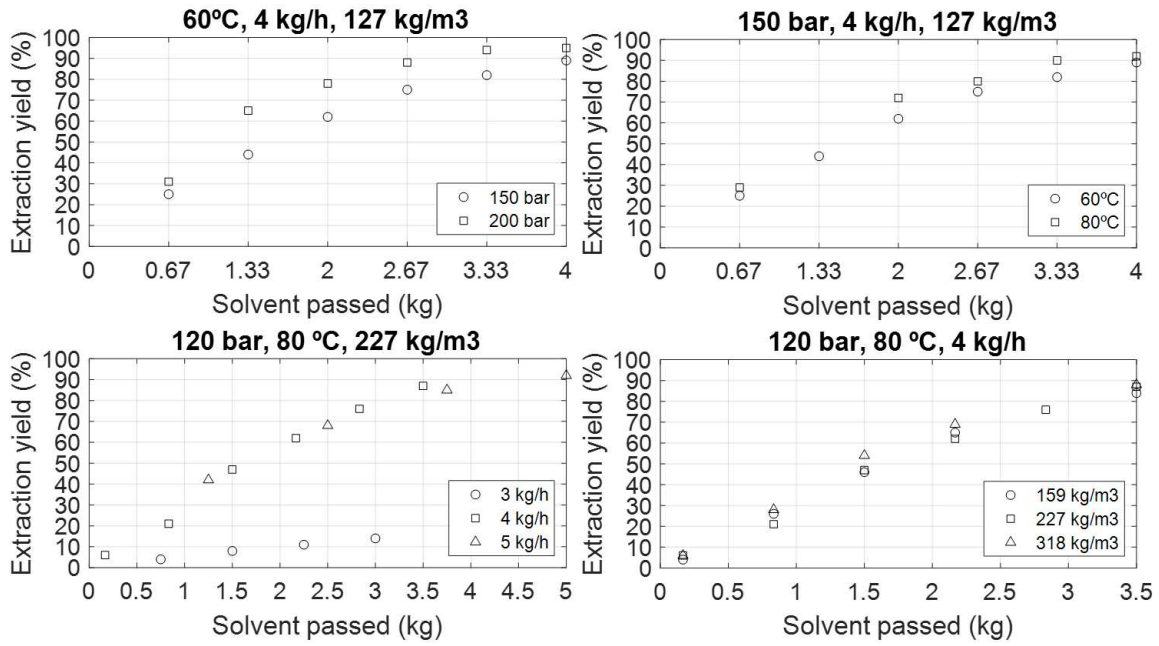 60ºC, 4 kg/h, 127 kg/m3
Extraction yield (%)
100
90
80
70
60
50
40
30
20
10
0
150 bar
200 bar
0 0.67 1.33 2 2.67 3.33 4
Solvent passed (kg)
150 bar, 4 kg/h, 127 kg/m3
Extraction yield (%)
100
90
80
70
60
50
40
30
20
10
0
60ºC
80ºC
0 0.67 1.33 2 2.67 3.33 4
Solvent passed (kg)
120 bar, 80 ºC, 227 kg/m3
Extraction yield (%)
100
90
80
70
60
50
40
30
20
10
0
3 kg/h
4 kg/h
5 kg/h
0 0.5 1 1.5 2 2.5 3 3.5 4 4.5 5
Solvent passed (kg)
120 bar, 80 ºC, 4 kg/h
Extraction yield (%)
100
90
80
70
60
50
40
30
20
10
0
159 kg/m3
227 kg/m3
318 kg/m3
0 0.5 1 1.5 2 2.5 3 3.5
Solvent passed (kg)